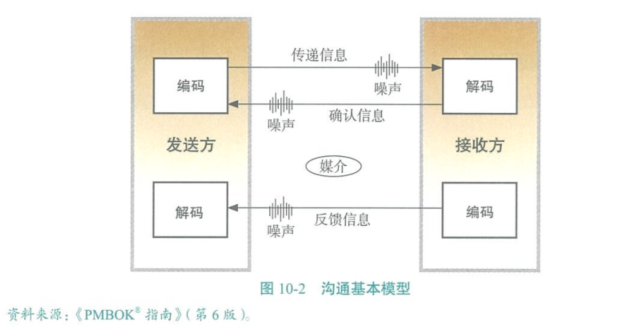 传递信息
编码
噪声
解码
确认信息
噪声
发送方
接收方
媒介
解码
噪声
反馈信息
编码
图 10-2 沟通基本模型
资料来源：《PMBOK® 指南》（第 6 版）。